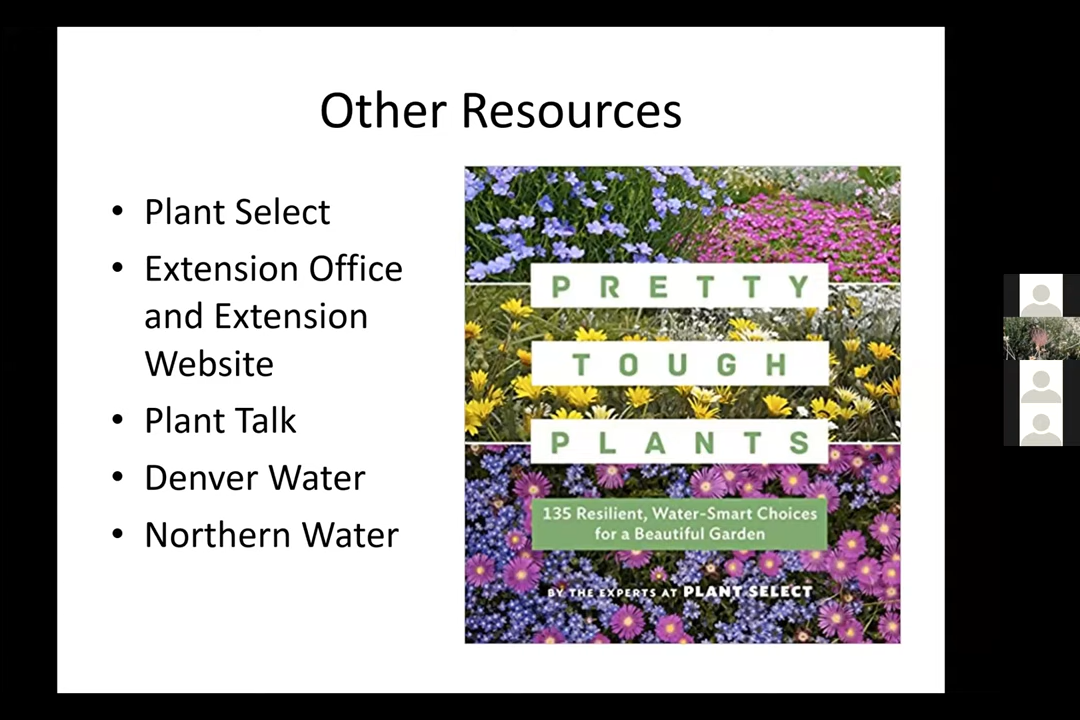 Other Resources
• Plant Select
• Extension Office
and Extension
Website
• Plant Talk
• Denver Water
• Northern Water
PRETTY
TOUGH
PLANTS
135 Resilient, Water-Smart Choices
for a Beautiful Garden
BY THE EXPERTS AT PLANT SELECT